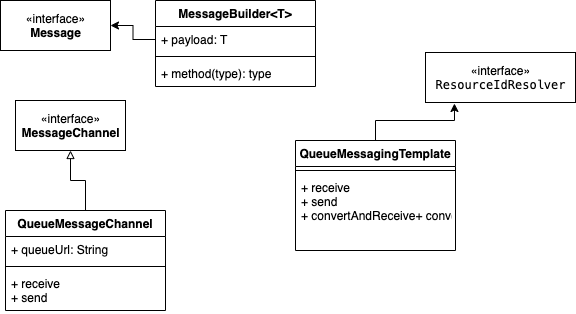 «interface»
Message
MessageBuilder<T>
+ payload: T
+ method(type): type
«interface»
ResourceIdResolver
«interface»
MessageChannel
QueueMessagingTemplate
+ receive
+ send
+ convertAndReceive+ conv
QueueMessageChannel
+ queueUrl: String
+ receive
+ send